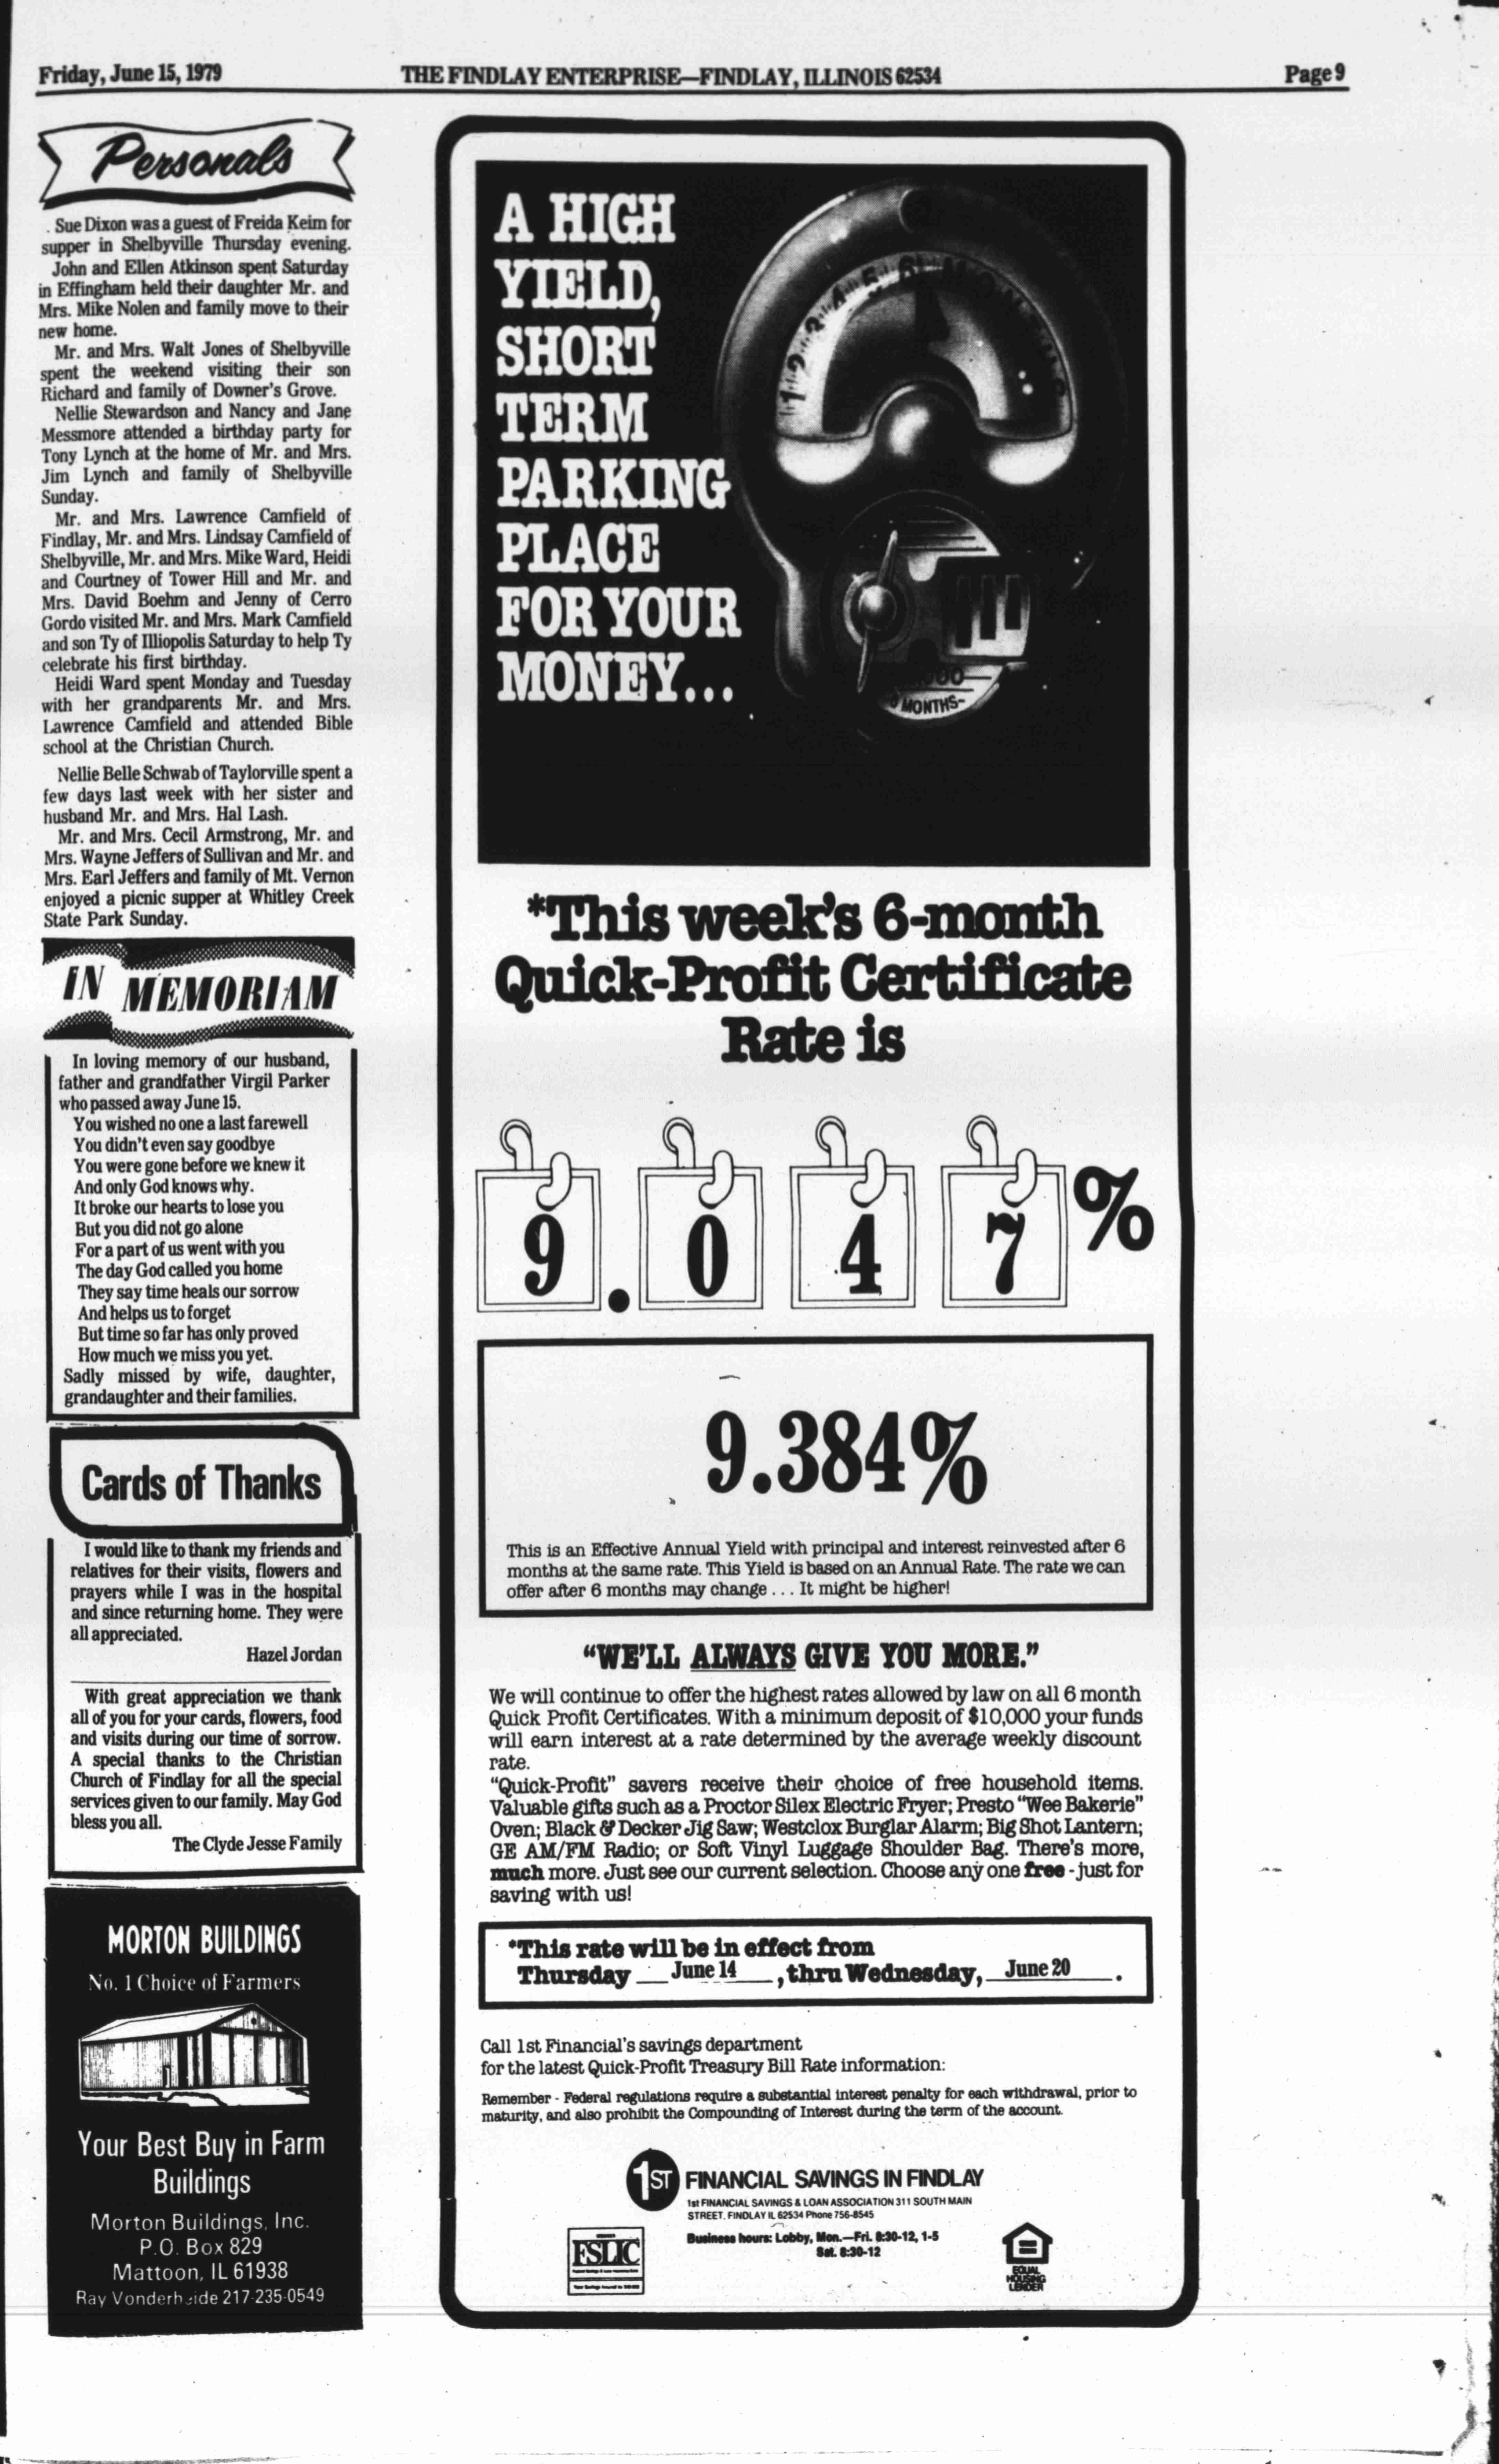 Friday, June 15, 1979
THE FINDLAY ENTERPRISE—FINDLAY, ILLINOIS 62534
Page 9
Personals
Sue Dixon was a guest of Freida Keim for
supper in Shelbyville Thursday evening.
John and Ellen Atkinson spent Saturday
in Effingham held their daughter Mr. and
Mrs. Mike Nolen and family move to their
new home.
Mr. and Mrs. Walt Jones of Shelbyville
spent the weekend visiting their son
Richard and family of Downer's Grove.
Nellie Stewardson and Nancy and Jane
Messmore attended a birthday party for
Tony Lynch at the home of Mr. and Mrs.
Jim Lynch and family of Shelbyville
Sunday.
Mr. and Mrs. Lawrence Camfield of
Findlay, Mr. and Mrs. Lindsay Camfield of
Shelbyville, Mr. and Mrs. Mike Ward, Heidi
and Courtney of Tower Hill and Mr. and
Mrs. David Boehm and Jenny of Cerro
Gordo visited Mr. and Mrs. Mark Camfield
and son Ty of Illiopolis Saturday to help Ty
celebrate his first birthday.
Heidi Ward spent Monday and Tuesday
with her grandparents Mr. and Mrs.
Lawrence Camfield and attended Bible
school at the Christian Church.
Nellie Belle Schwab of Taylorville spent a
few days last week with her sister and
husband Mr. and Mrs. Hal Lash.
Mr. and Mrs. Cecil Armstrong, Mr. and
Mrs. Wayne Jeffers of Sullivan and Mr. and
Mrs. Earl Jeffers and family of Mt. Vernon
enjoyed a picnic supper at Whitley Creek
State Park Sunday.
IN MEMORIAM
In loving memory of our husband,
father and grandfather Virgil Parker
who passed away June 15.
You wished no one a last farewell
You didn't even say goodbye
You were gone before we knew it
And only God knows why.
It broke our hearts to lose you
But you did not go alone
For a part of us went with you
The day God called you home
They say time heals our sorrow
And helps us to forget
But time so far has only proved
How much we miss you yet.
Sadly missed by wife, daughter,
grandaughter and their families.
Cards of Thanks
I would like to thank my friends and
relatives for their visits, flowers and
prayers while I was in the hospital
and since returning home. They were
all appreciated.
Hazel Jordan
With great appreciation we thank
all of you for your cards, flowers, food
and visits during our time of sorrow.
A special thanks to the Christian
Church of Findlay for all the special
services given to our family. May God
bless you all.
The Clyde Jesse Family
MORTON BUILDINGS
No. 1 Choice of Farmers
Your Best Buy in Farm
Buildings
Morton Buildings, Inc.
P.O. Box 829
Mattoon, IL 61938
Ray Vonderheide 217-235-0549
A HIGH
YIELD,
SHORT
TERM
PARKING
PLACE
FOR YOUR
MONEY...
1 2 3 4 5 6
MONTHS
*This week's 6-month
Quick-Profit Certificate
Rate is
9.047%
9.384%
This is an Effective Annual Yield with principal and interest reinvested after 6
months at the same rate. This Yield is based on an Annual Rate. The rate we can
offer after 6 months may change . . . It might be higher!
"WE'LL ALWAYS GIVE YOU MORE."
We will continue to offer the highest rates allowed by law on all 6 month
Quick Profit Certificates. With a minimum deposit of $10,000 your funds
will earn interest at a rate determined by the average weekly discount
rate.
"Quick-Profit" savers receive their choice of free household items.
Valuable gifts such as a Proctor Silex Electric Fryer; Presto "Wee Bakerie"
Oven; Black & Decker Jig Saw; Westclox Burglar Alarm; Big Shot Lantern;
GE AM/FM Radio; or Soft Vinyl Luggage Shoulder Bag. There's more,
much more. Just see our current selection. Choose any one free - just for
saving with us!
*This rate will be in effect from
Thursday June 14, thru Wednesday, June 20.
Call 1st Financial's savings department
for the latest Quick-Profit Treasury Bill Rate information:
Remember - Federal regulations require a substantial interest penalty for each withdrawal, prior to
maturity, and also prohibit the Compounding of Interest during the term of the account.
1ST FINANCIAL SAVINGS IN FINDLAY
1st FINANCIAL SAVINGS & LOAN ASSOCIATION 311 SOUTH MAIN
STREET, FINDLAY IL 62534 Phone 756-8545
Business hours: Lobby, Mon.—Fri. 8:30-12, 1-5
Sat. 8:30-12
FSLIC
EQUAL
HOUSING
LENDER